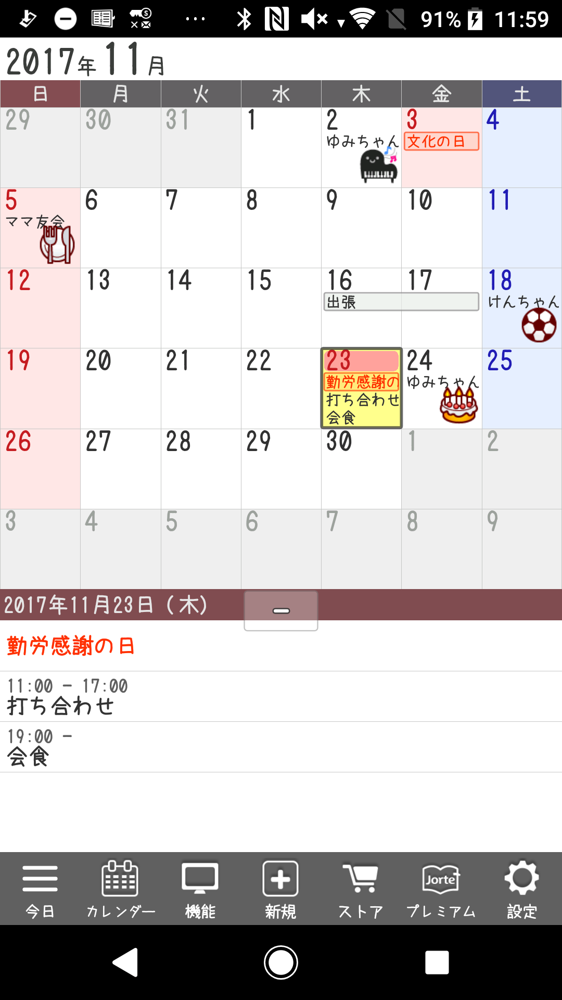 91% 11:59
2017年11月
日 月 火 水 木 金 土
29 30 31 1 2 3 4
ゆみちゃん 文化の日
5 6 7 8 9 10 11
ママ友会
12 13 14 15 16 17 18
出張 けんちゃん
19 20 21 22 23 24 25
勤労感謝の ゆみちゃん
打ち合わせ
会食
26 27 28 29 30 1 2
3 4 5 6 7 8 9
2017年11月23日 (木)
勤労感謝の日
11:00 - 17:00
打ち合わせ
19:00 -
会食
Jorte
今日 カレンダー 機能 新規 ストア プレミアム 設定